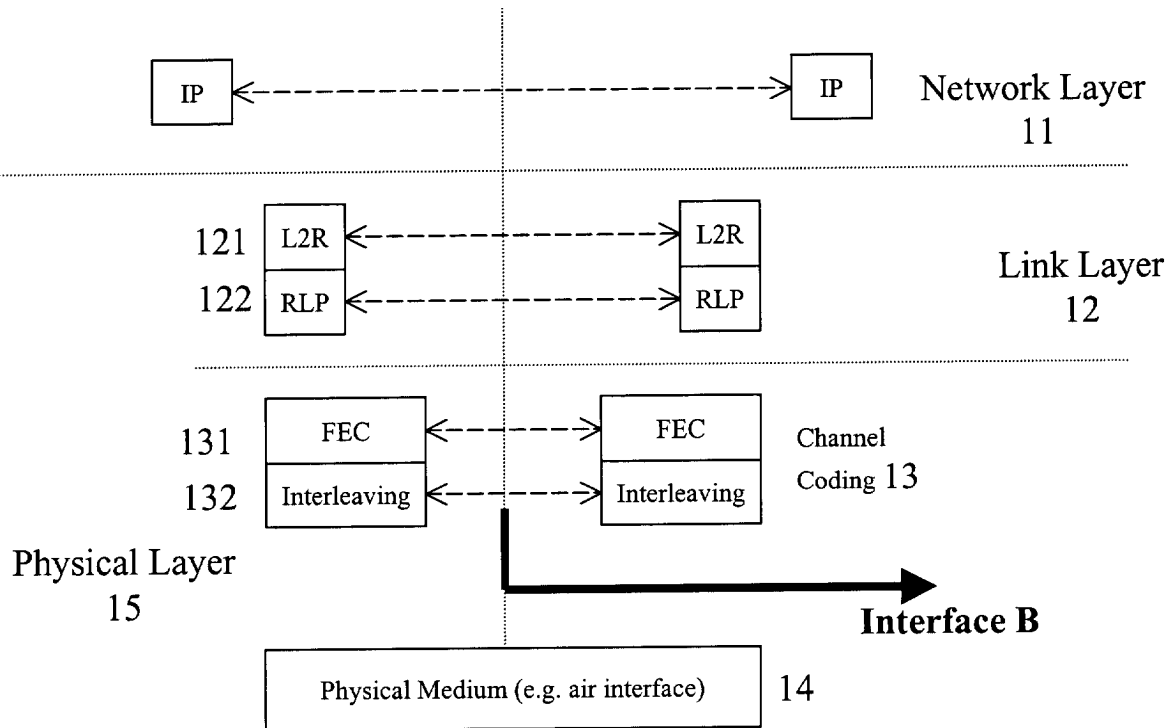 IP
IP
Network Layer
11
121
L2R
L2R
122
RLP
RLP
Link Layer
12
131
FEC
FEC
Channel
Coding 13
132
Interleaving
Interleaving
Physical Layer
15
Interface B
Physical Medium (e.g. air interface)
14